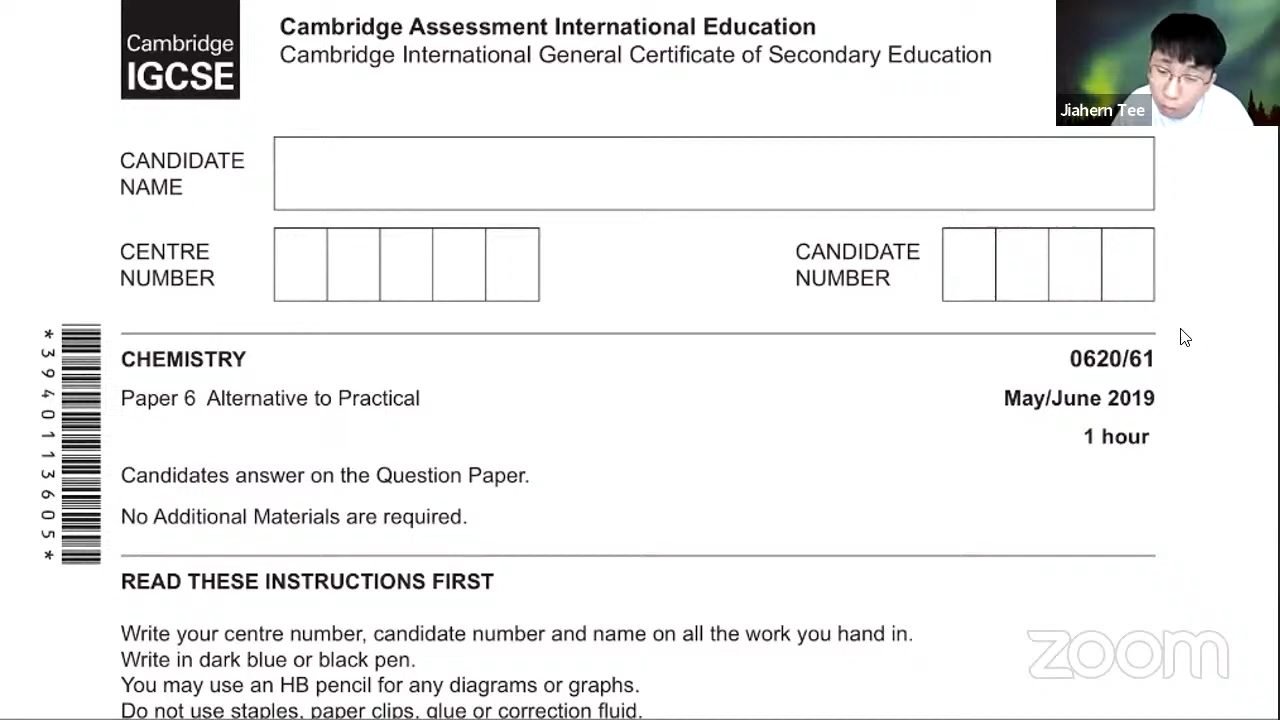 Cambridge
IGCSE
Cambridge Assessment International Education
Cambridge International General Certificate of Secondary Education
Jiahern Tee
CANDIDATE
NAME
CENTRE
NUMBER
CANDIDATE
NUMBER
*3940113605*
CHEMISTRY
0620/61
Paper 6 Alternative to Practical
May/June 2019
1 hour
Candidates answer on the Question Paper.
No Additional Materials are required.
READ THESE INSTRUCTIONS FIRST
Write your centre number, candidate number and name on all the work you hand in.
Write in dark blue or black pen.
You may use an HB pencil for any diagrams or graphs.
Do not use staples, paper clips, glue or correction fluid.
zoom